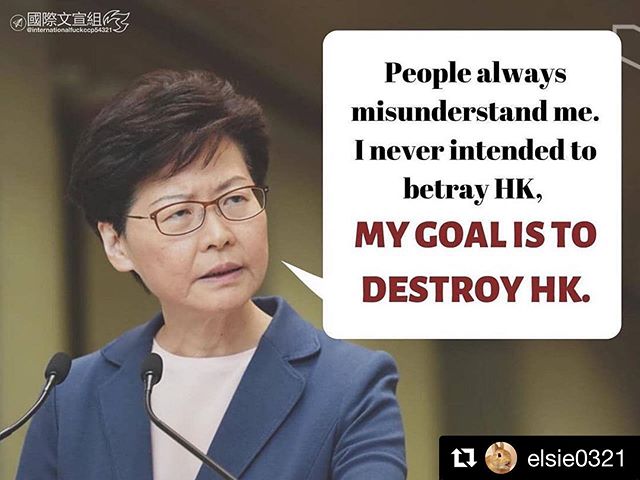 國際文宣組
@internationalfuckccp54321
People always
misunderstand me.
I never intended to
betray HK,
MY GOAL IS TO
DESTROY HK.
elsie0321